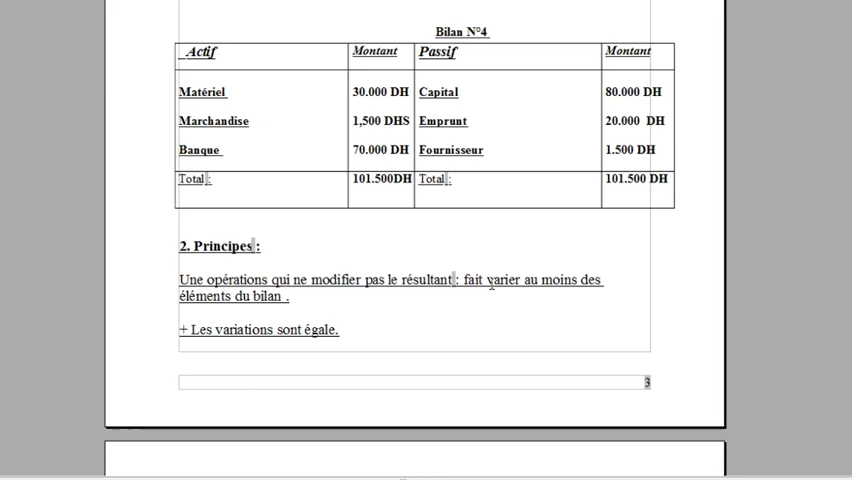 Bilan N°4
Actif Montant Passif Montant
Matériel 30.000 DH Capital 80.000 DH
Marchandise 1,500 DHS Emprunt 20.000 DH
Banque 70.000 DH Fournisseur 1.500 DH
Total : 101.500DH Total : 101.500 DH
2. Principes :
Une opérations qui ne modifier pas le résultant : fait varier au moins des
éléments du bilan .
+ Les variations sont égale.
3